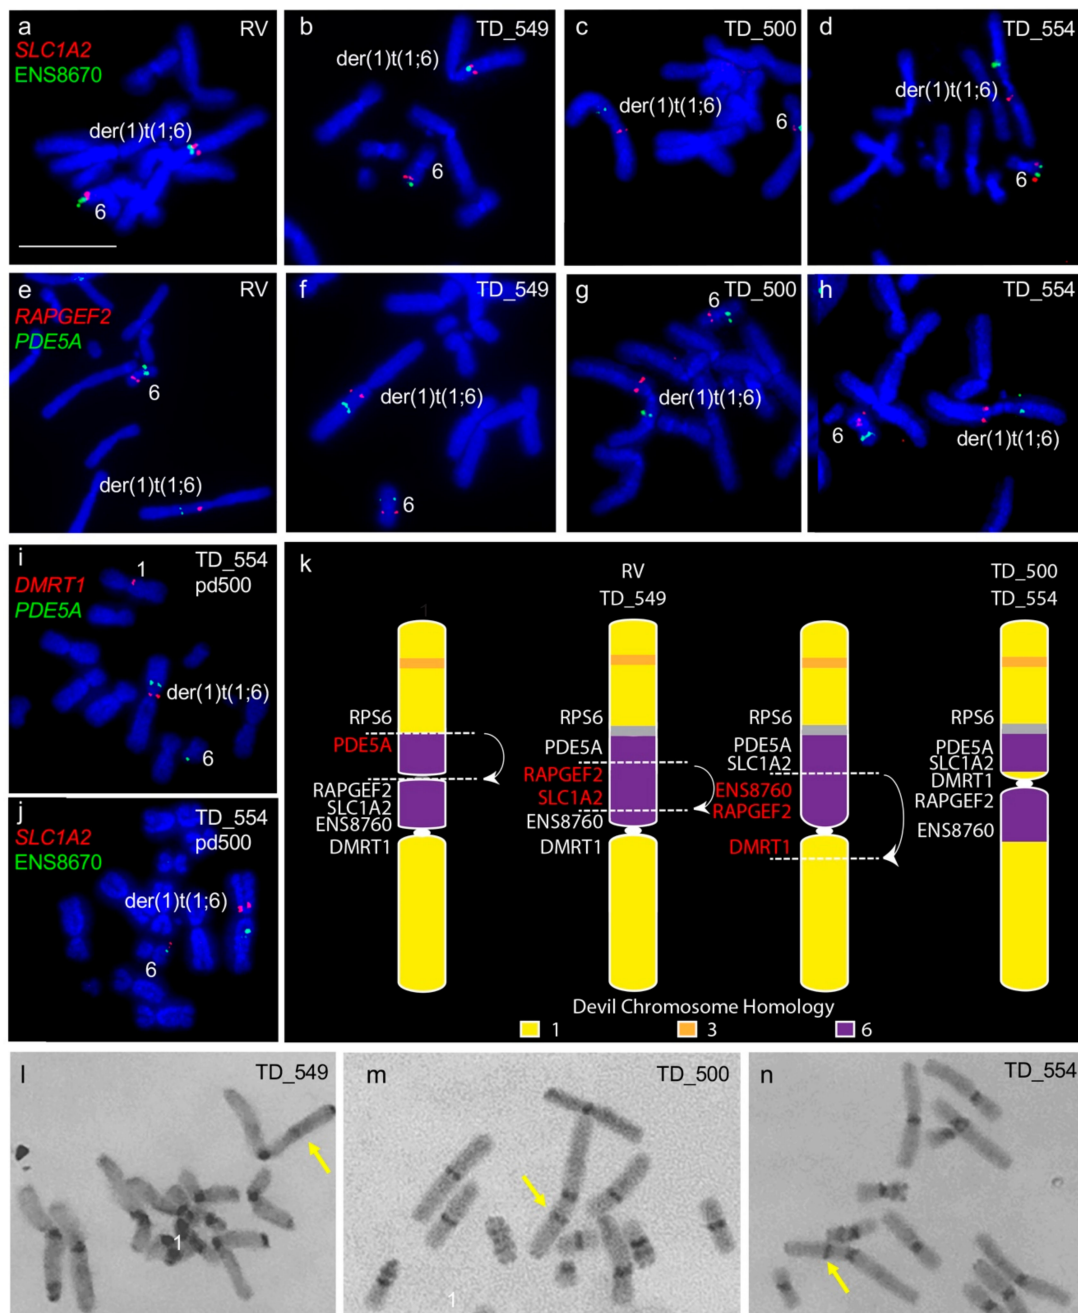 a
RV
SLC1A2
ENS8670
der(1)t(1;6)
6
b
TD_549
der(1)t(1;6)
6
c
TD_500
der(1)t(1;6)
6
d
TD_554
der(1)t(1;6)
6
e
RV
RAPGEF2
PDE5A
6
der(1)t(1;6)
f
TD_549
der(1)t(1;6)
6
g
TD_500
6
der(1)t(1;6)
h
TD_554
6
der(1)t(1;6)
i
TD_554
pd500
DMRT1
PDE5A
1
der(1)t(1;6)
6
j
TD_554
pd500
SLC1A2
ENS8670
der(1)t(1;6)
6
k
1
RPS6
PDE5A
RAPGEF2
SLC1A2
ENS8760
DMRT1
RV
TD_549
RPS6
PDE5A
RAPGEF2
SLC1A2
ENS8760
DMRT1
RPS6
PDE5A
SLC1A2
ENS8760
RAPGEF2
DMRT1
TD_500
TD_554
RPS6
PDE5A
SLC1A2
DMRT1
RAPGEF2
ENS8760
Devil Chromosome Homology
1
3
6
l
TD_549
1
m
TD_500
1
n
TD_554